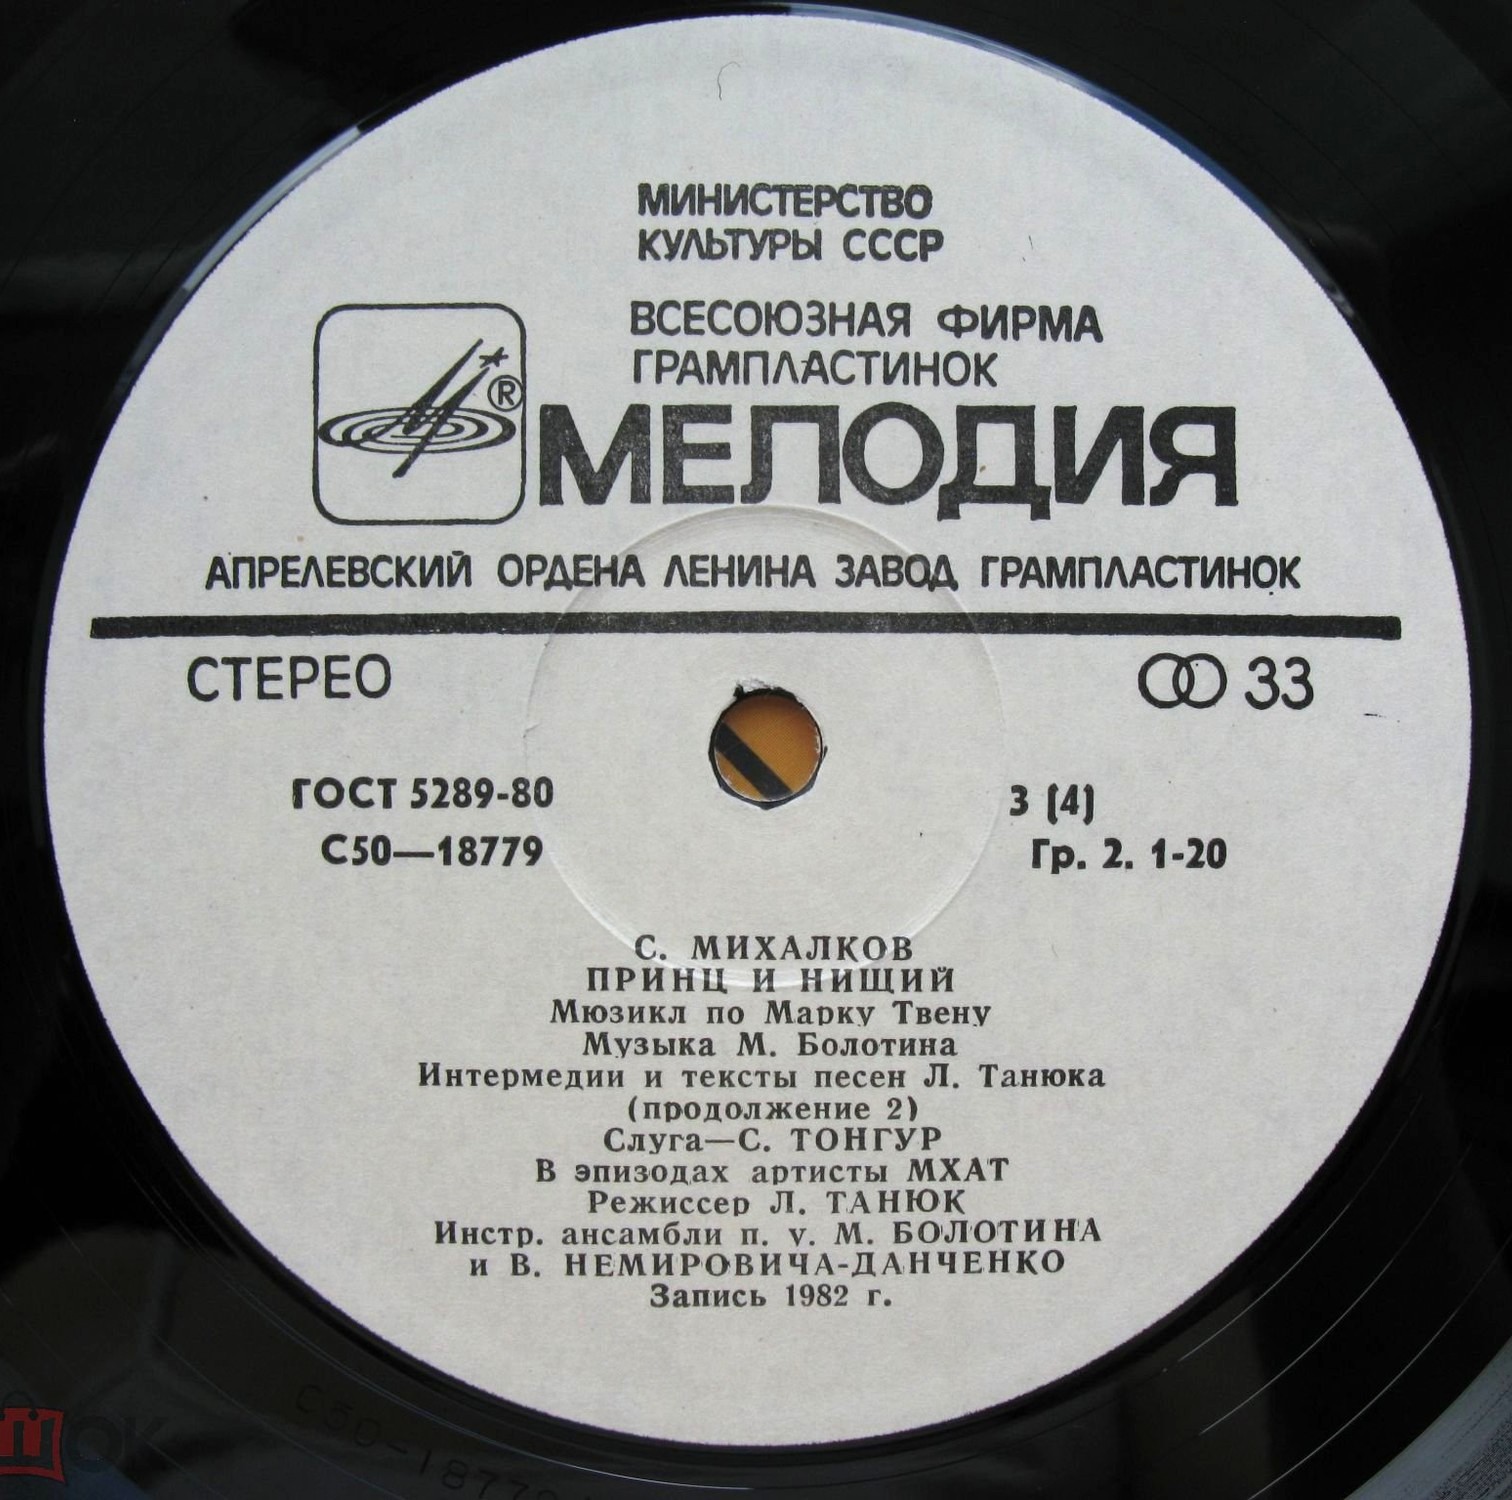 МИНИСТЕРСТВО
КУЛЬТУРЫ СССР
ВСЕСОЮЗНАЯ ФИРМА
ГРАМПЛАСТИНОК
®
МЕЛОДИЯ
АПРЕЛЕВСКИЙ ОРДЕНА ЛЕНИНА ЗАВОД ГРАМПЛАСТИНОК
СТЕРЕО
33
ГОСТ 5289-80
3 (4)
С50—18779
Гр. 2. 1-20
С. МИХАЛКОВ
ПРИНЦ И НИЩИЙ
Мюзикл по Марку Твену
Музыка М. Болотина
Интермедии и тексты песен Л. Танюка
(продолжение 2)
Слуга—С. ТОНГУР
В эпизодах артисты МХАТ
Режиссер Л. ТАНЮК
Инстр. ансамбли п. у. М. БОЛОТИНА
и В. НЕМИРОВИЧА-ДАНЧЕНКО
Запись 1982 г.